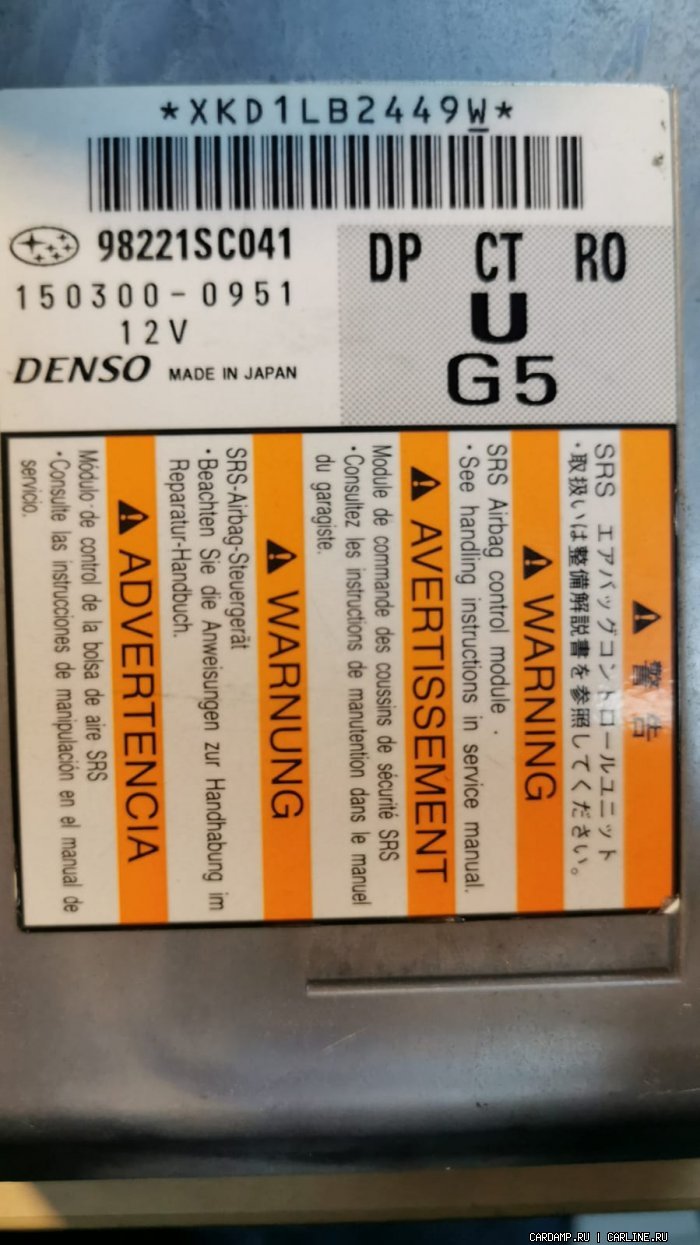 *XKD1LB2449W*
98221SC041
150300-0951
12V
DENSO MADE IN JAPAN
DP CT RO
U
G5
警告
SRS エアバッグコントロールユニット
・取扱いは整備解説書を参照してください。
WARNING
SRS Airbag control module .
・See handling instructions in service manual.
AVERTISSEMENT
Module de commande des coussins de sécurité SRS
・Consultez les instructions de manutention dans le manuel
du garagiste.
WARNUNG
SRS-Airbag-Steuergerät
・Beachten Sie die Anweisungen zur Handhabung im
Reparatur-Handbuch.
ADVERTENCIA
Módulo de control de la bolsa de aire SRS
・Consulte las instrucciones de manipulación en el manual de
servicio.
CARDAMP.RU | CARLINE.RU